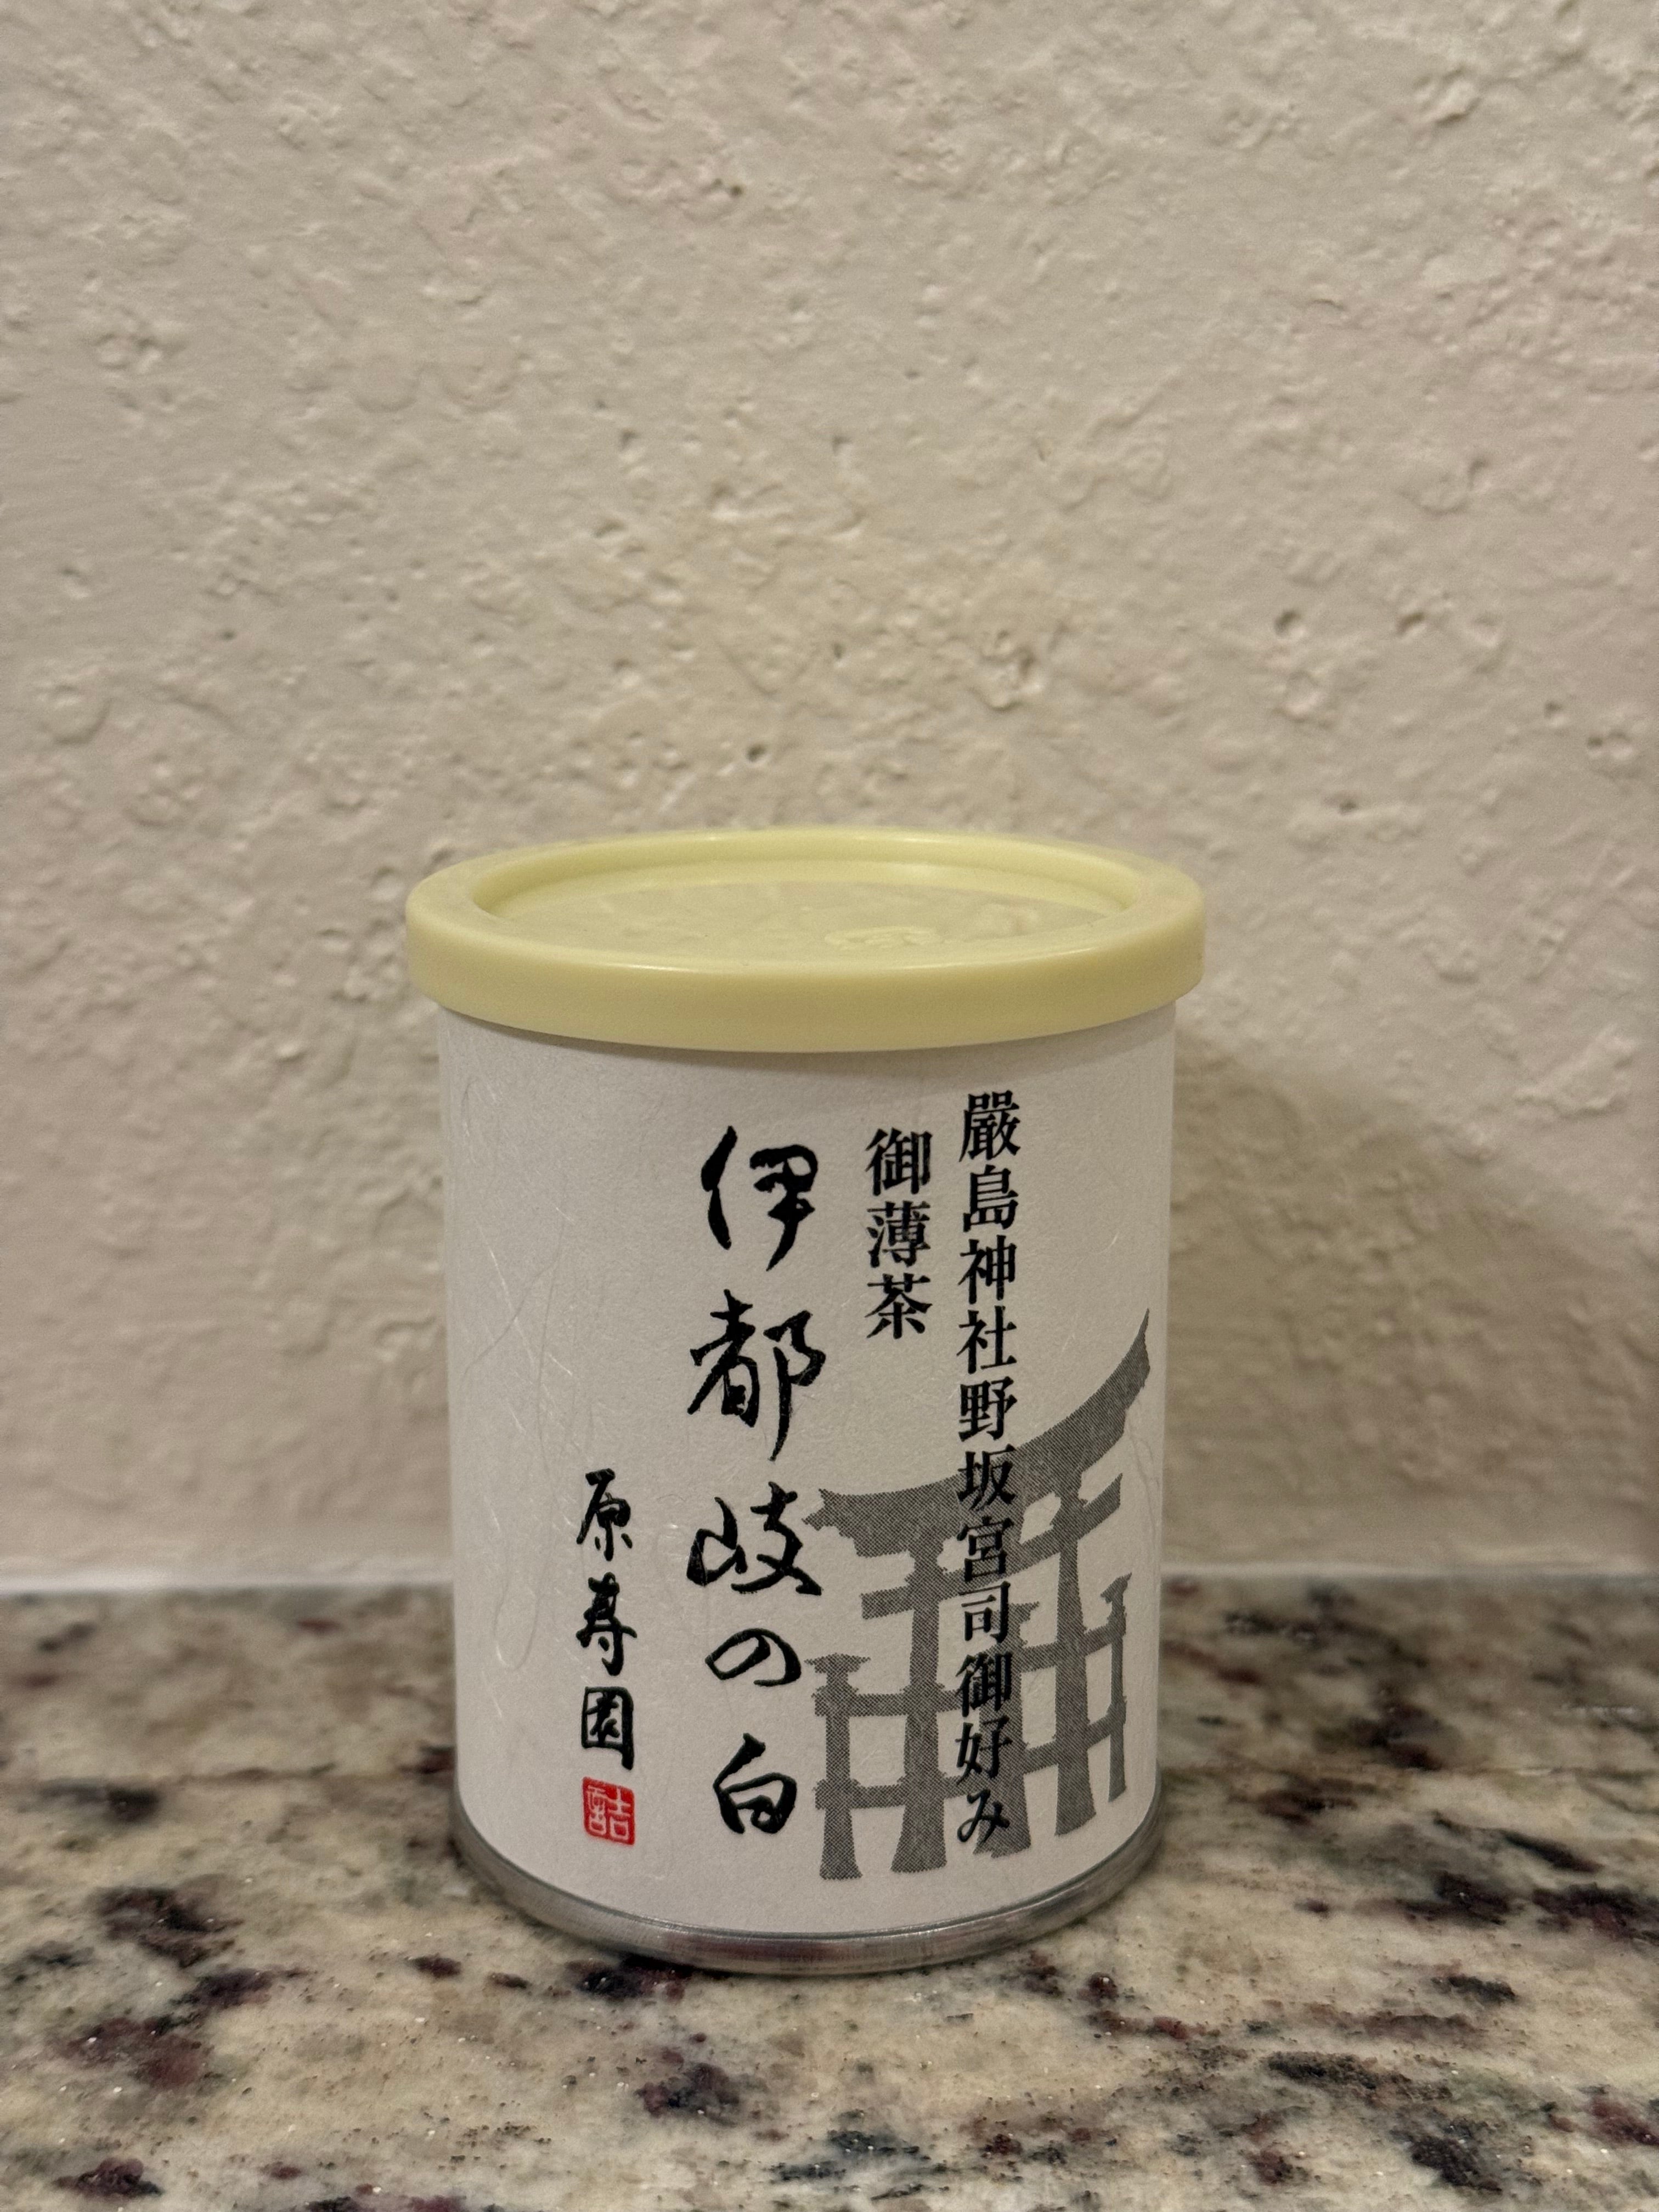 嚴島神社野坂宮司御好み
御薄茶
伊都岐の白
原寿園